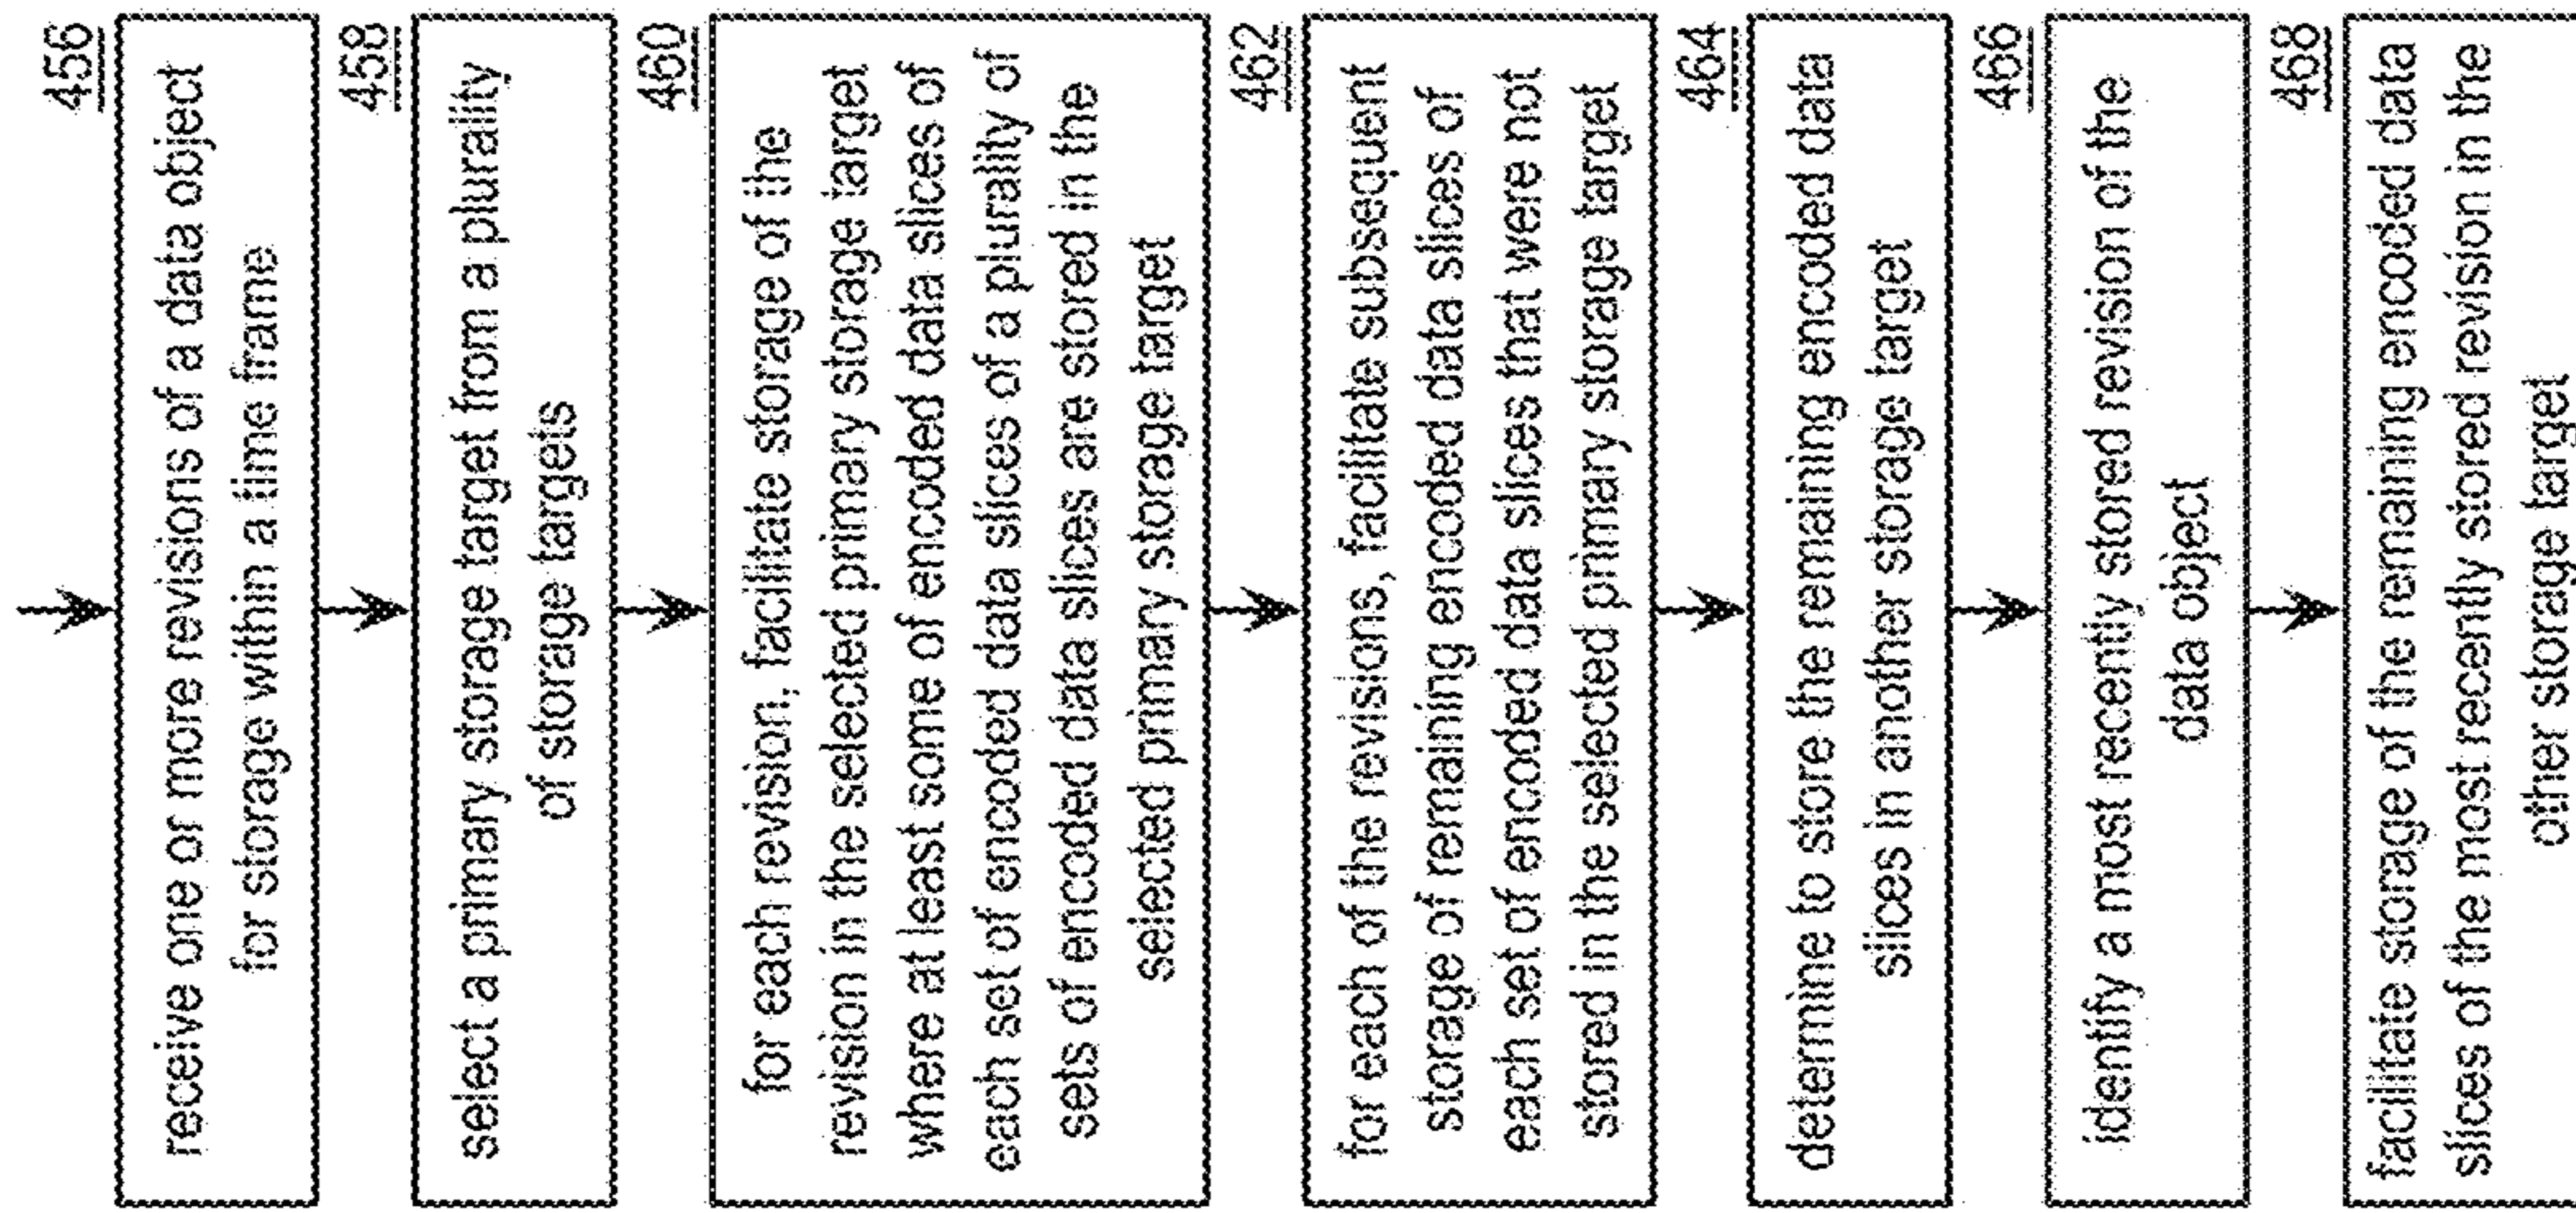 456
receive one or more revisions of a data object
for storage within a time frame
458
select a primary storage target from a plurality
of storage targets
460
for each revision, facilitate storage of the
revision in the selected primary storage target
where at least some of encoded data slices of
each set of encoded data slices of a plurality of
sets of encoded data slices are stored in the
selected primary storage target
462
for each of the revisions, facilitate subsequent
storage of remaining encoded data slices of
each set of encoded data slices that were not
stored in the selected primary storage target
464
determine to store the remaining encoded data
slices in another storage target
466
identify a most recently stored revision of the
data object
468
facilitate storage of the remaining encoded data
slices of the most recently stored revision in the
other storage target